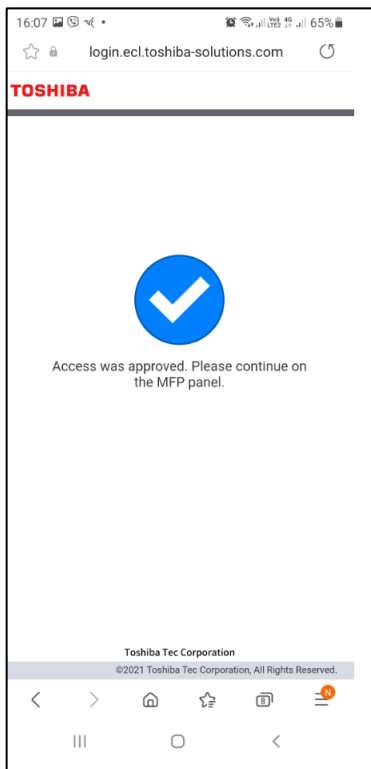 16:07 65%
login.ecl.toshiba-solutions.com
TOSHIBA
Access was approved. Please continue on
the MFP panel.
Toshiba Tec Corporation
©2021 Toshiba Tec Corporation, All Rights Reserved.
8 N